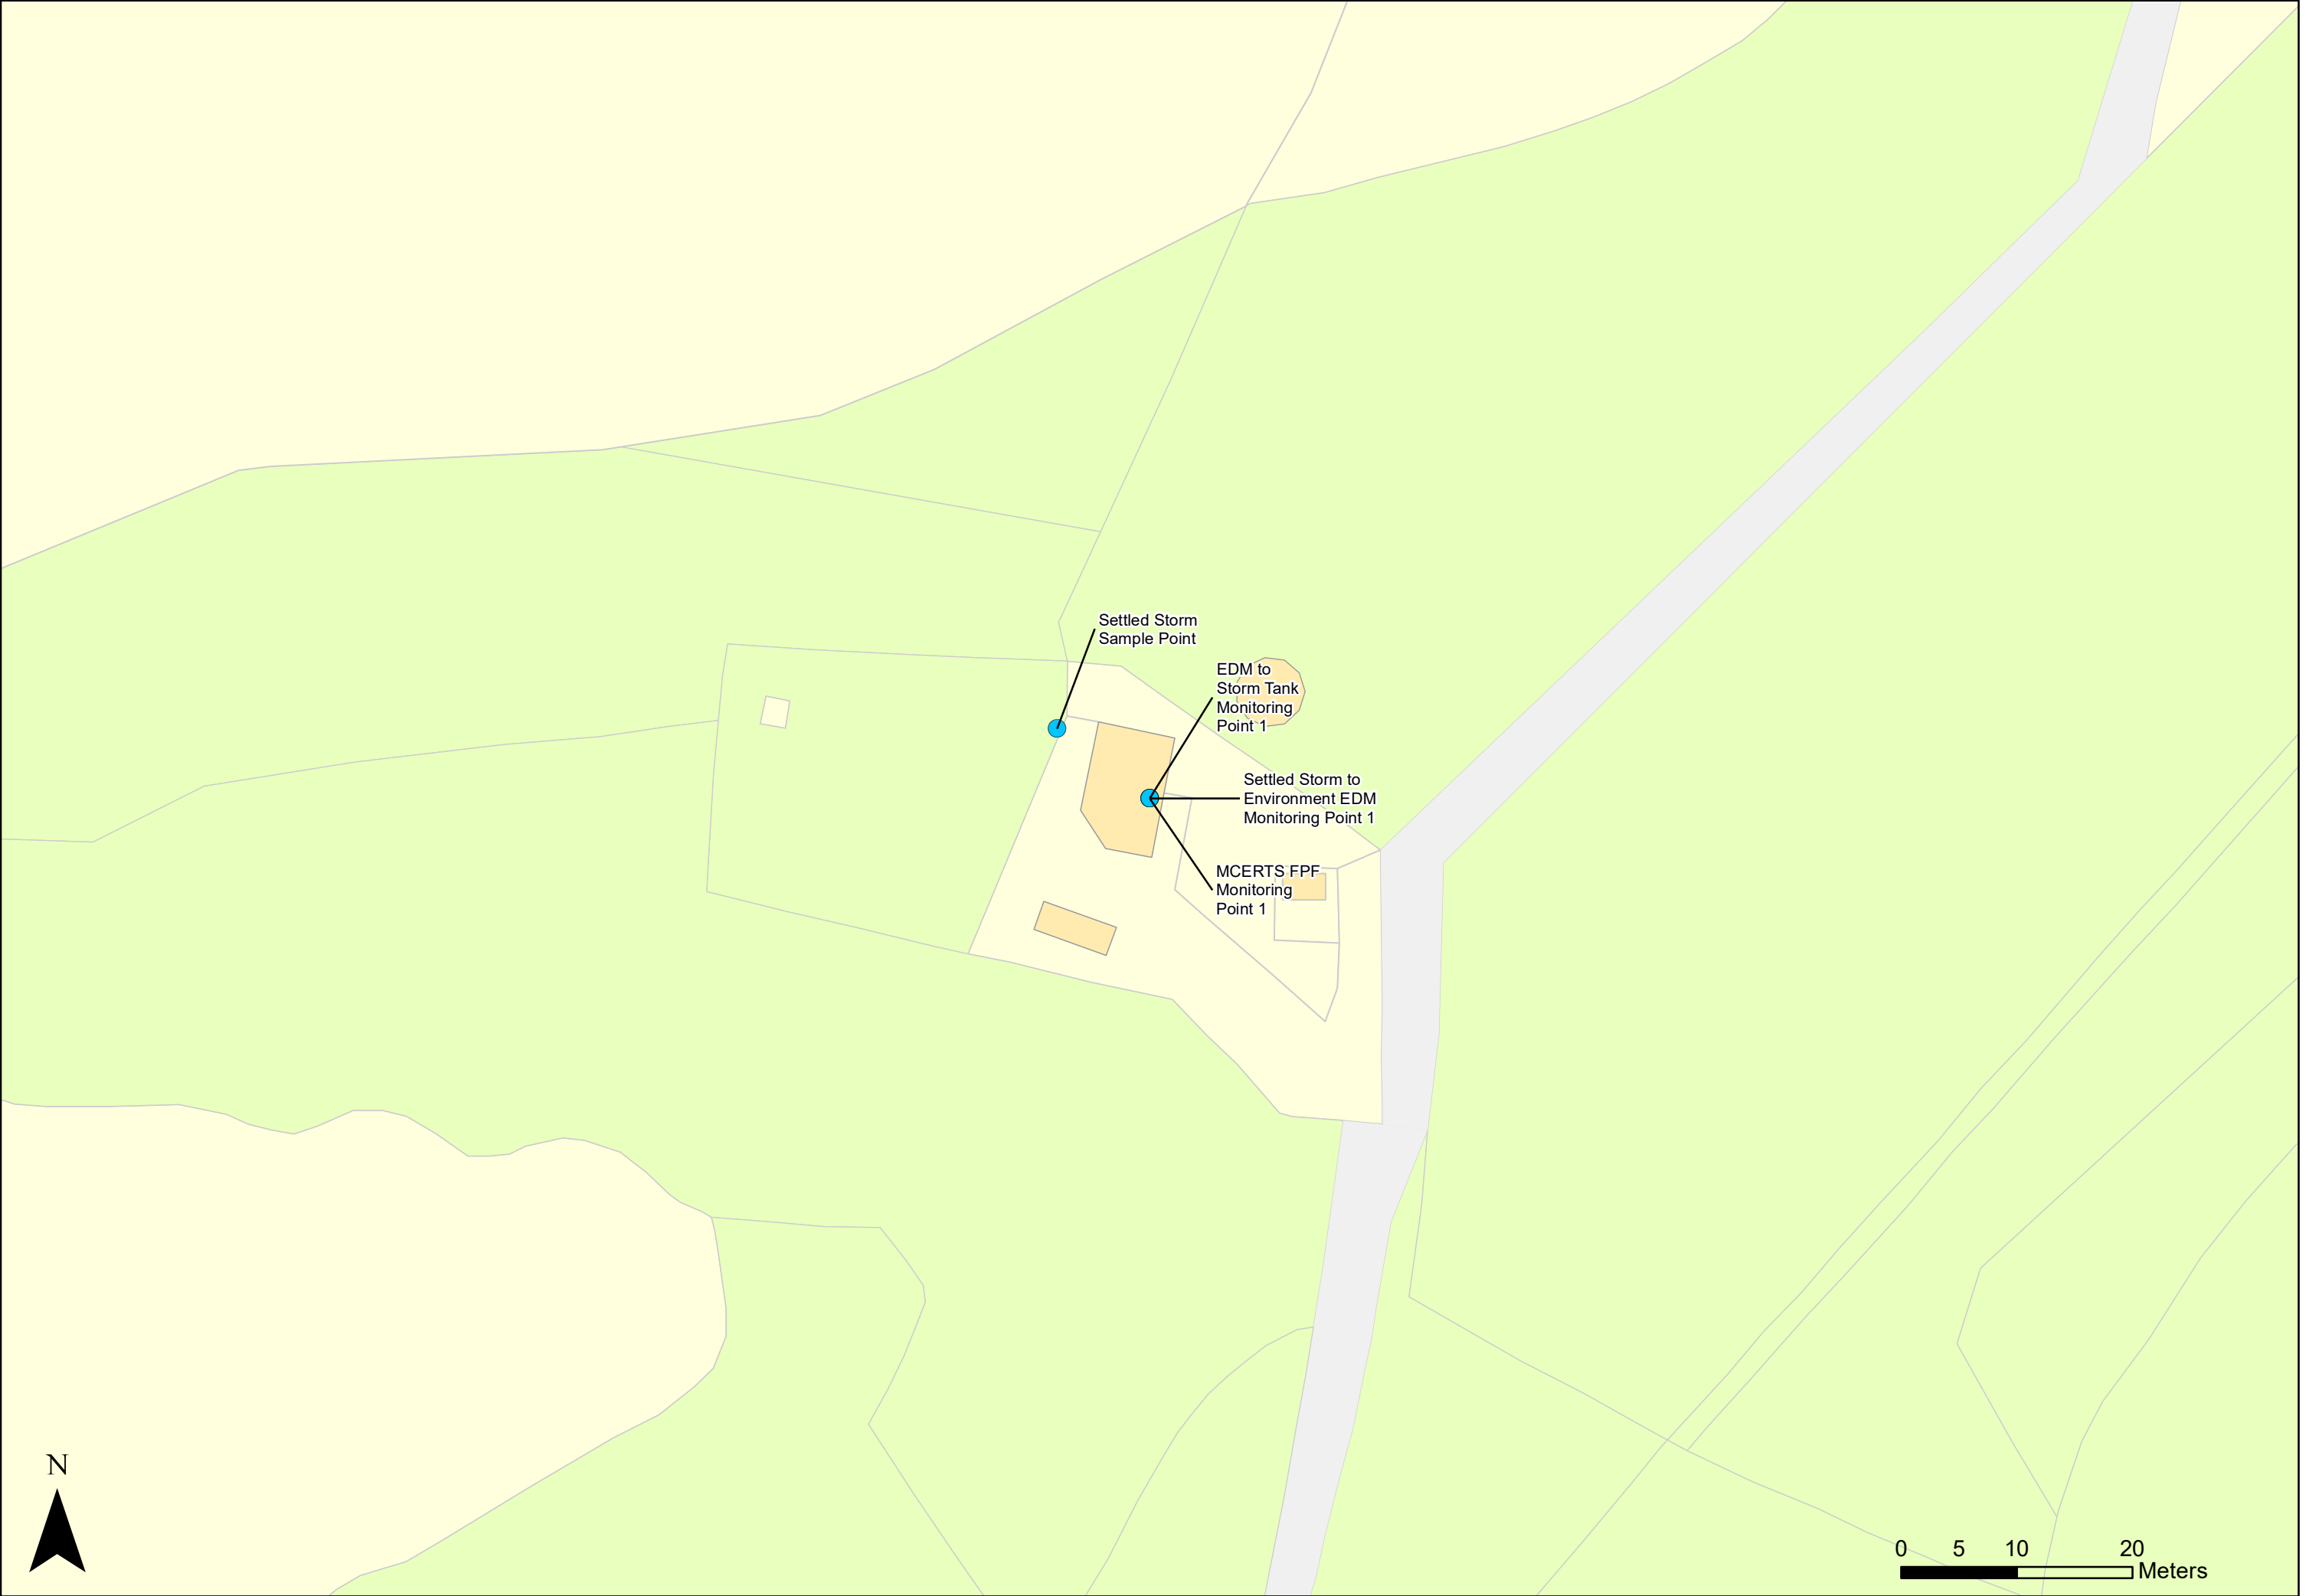 Settled Storm
Sample Point
EDM to
Storm Tank
Monitoring
Point 1
Settled Storm to
Environment EDM
Monitoring Point 1
MCERTS FPF
Monitoring
Point 1
N
0 5 10 20
Meters